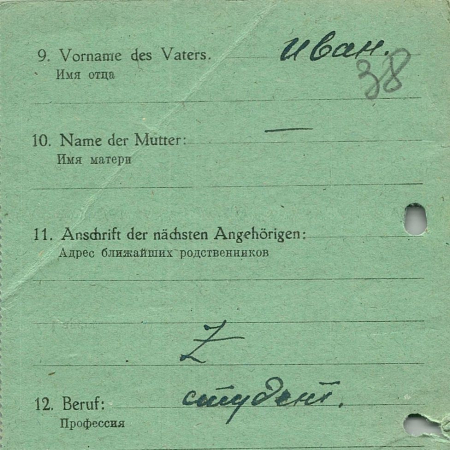 9. Vorname des Vaters. Иван.
Имя отца
38
10. Name der Mutter: —
Имя матери
11. Anschrift der nächsten Angehörigen:
Адрес ближайших родственников
Z
12. Beruf: студент.
Профессия